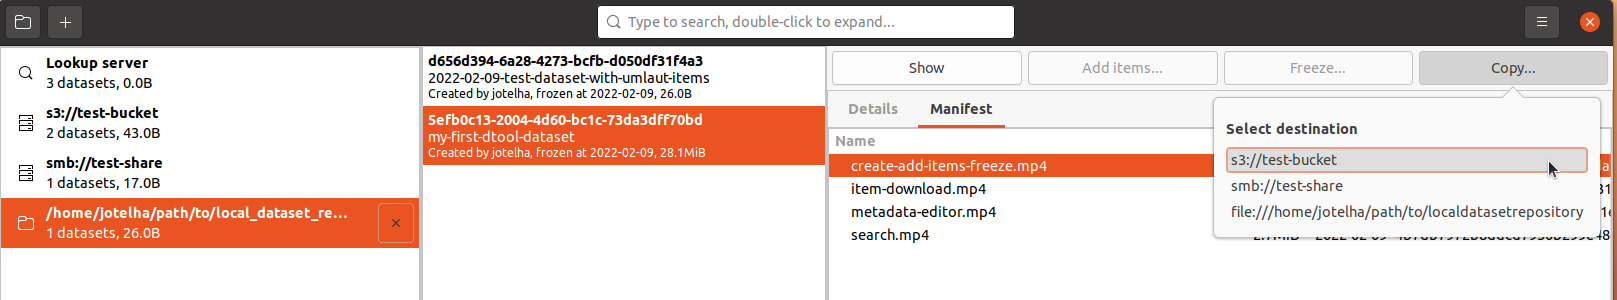 Type to search, double-click to expand...
Lookup server
3 datasets, 0.0B
s3://test-bucket
2 datasets, 43.0B
smb://test-share
1 datasets, 17.0B
/home/jotelha/path/to/local_dataset_re...
1 datasets, 26.0B
d656d394-6a28-4273-bcfb-d050df31f4a3
2022-02-09-test-dataset-with-umlaut-items
Created by jotelha, frozen at 2022-02-09, 26.0B
5efb0c13-2004-4d60-bc1c-73da3dff70bd
my-first-dtool-dataset
Created by jotelha, frozen at 2022-02-09, 28.1MiB
Show Add items... Freeze... Copy...
Details Manifest
Name
create-add-items-freeze.mp4
item-download.mp4
metadata-editor.mp4
search.mp4
Select destination
s3://test-bucket
smb://test-share
file:///home/jotelha/path/to/localdatasetrepository